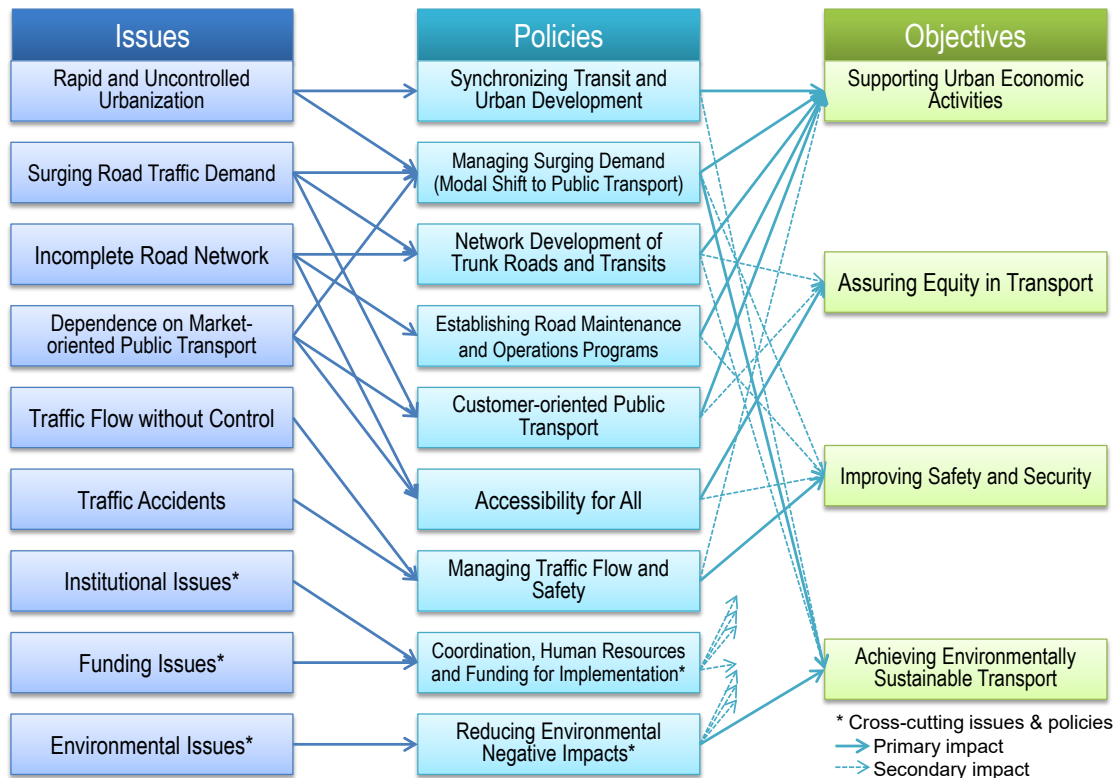 Issues
Rapid and Uncontrolled
Urbanization
Surging Road Traffic Demand
Incomplete Road Network
Dependence on Market-
oriented Public Transport
Traffic Flow without Control
Traffic Accidents
Institutional Issues*
Funding Issues*
Environmental Issues*
Policies
Synchronizing Transit and
Urban Development
Managing Surging Demand
(Modal Shift to Public Transport)
Network Development of
Trunk Roads and Transits
Establishing Road Maintenance
and Operations Programs
Customer-oriented Public
Transport
Accessibility for All
Managing Traffic Flow and
Safety
Coordination, Human Resources
and Funding for Implementation*
Reducing Environmental
Negative Impacts*
Objectives
Supporting Urban Economic
Activities
Assuring Equity in Transport
Improving Safety and Security
Achieving Environmentally
Sustainable Transport
* Cross-cutting issues & policies
Primary impact
Secondary impact